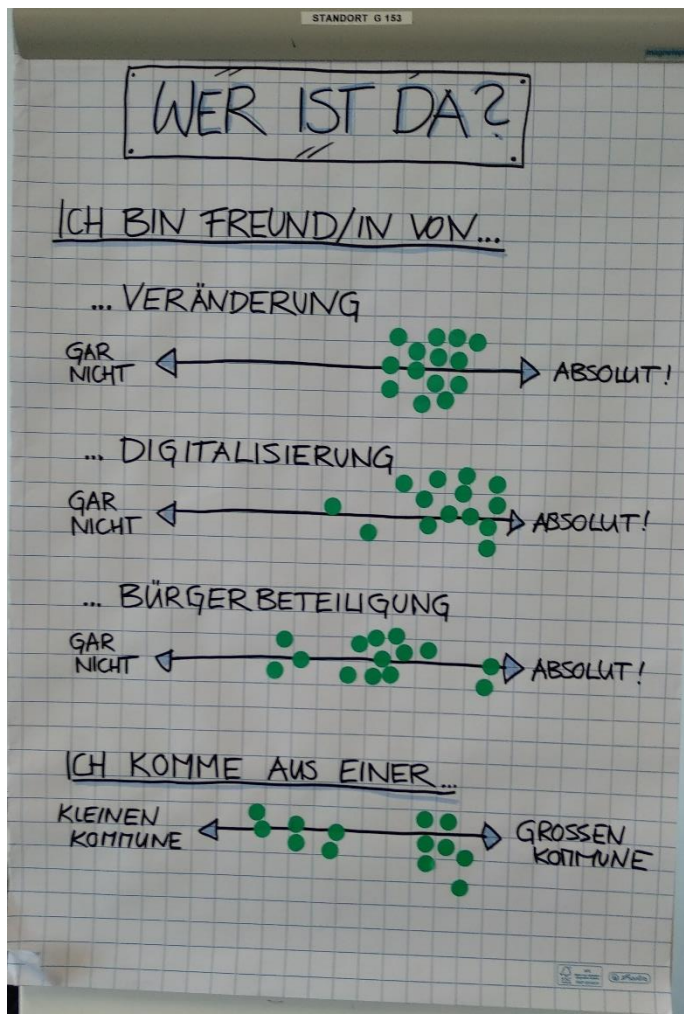 STANDORT G 153
WER IST DA?
ICH BIN FREUND/IN VON...
... VERÄNDERUNG
GAR
NICHT
ABSOLUT!
... DIGITALISIERUNG
GAR
NICHT
ABSOLUT!
... BÜRGERBETEILIGUNG
GAR
NICHT
ABSOLUT!
ICH KOMME AUS EINER...
KLEINEN
KOMMUNE
GROSSEN
KOMMUNE